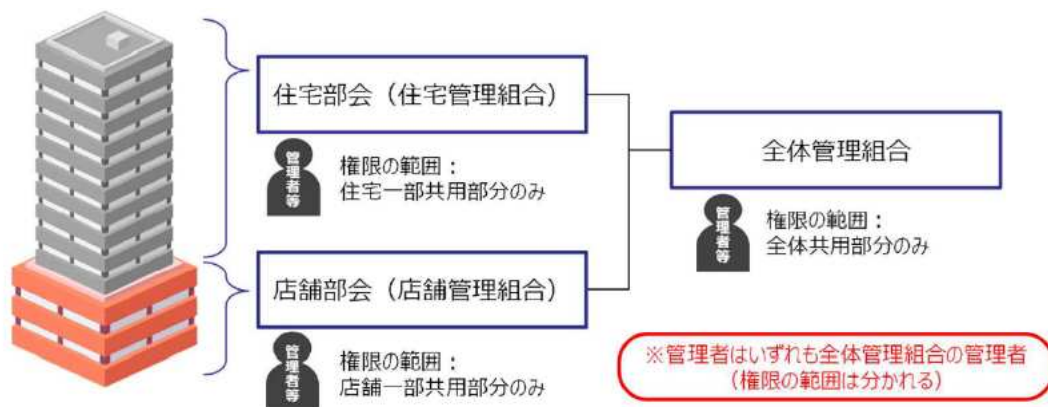 住宅部会（住宅管理組合）
管理者等
権限の範囲：
住宅一部共用部分のみ
店舗部会（店舗管理組合）
管理者等
権限の範囲：
店舗一部共用部分のみ
全体管理組合
管理者等
権限の範囲：
全体共用部分のみ
※管理者はいずれも全体管理組合の管理者
（権限の範囲は分かれる）